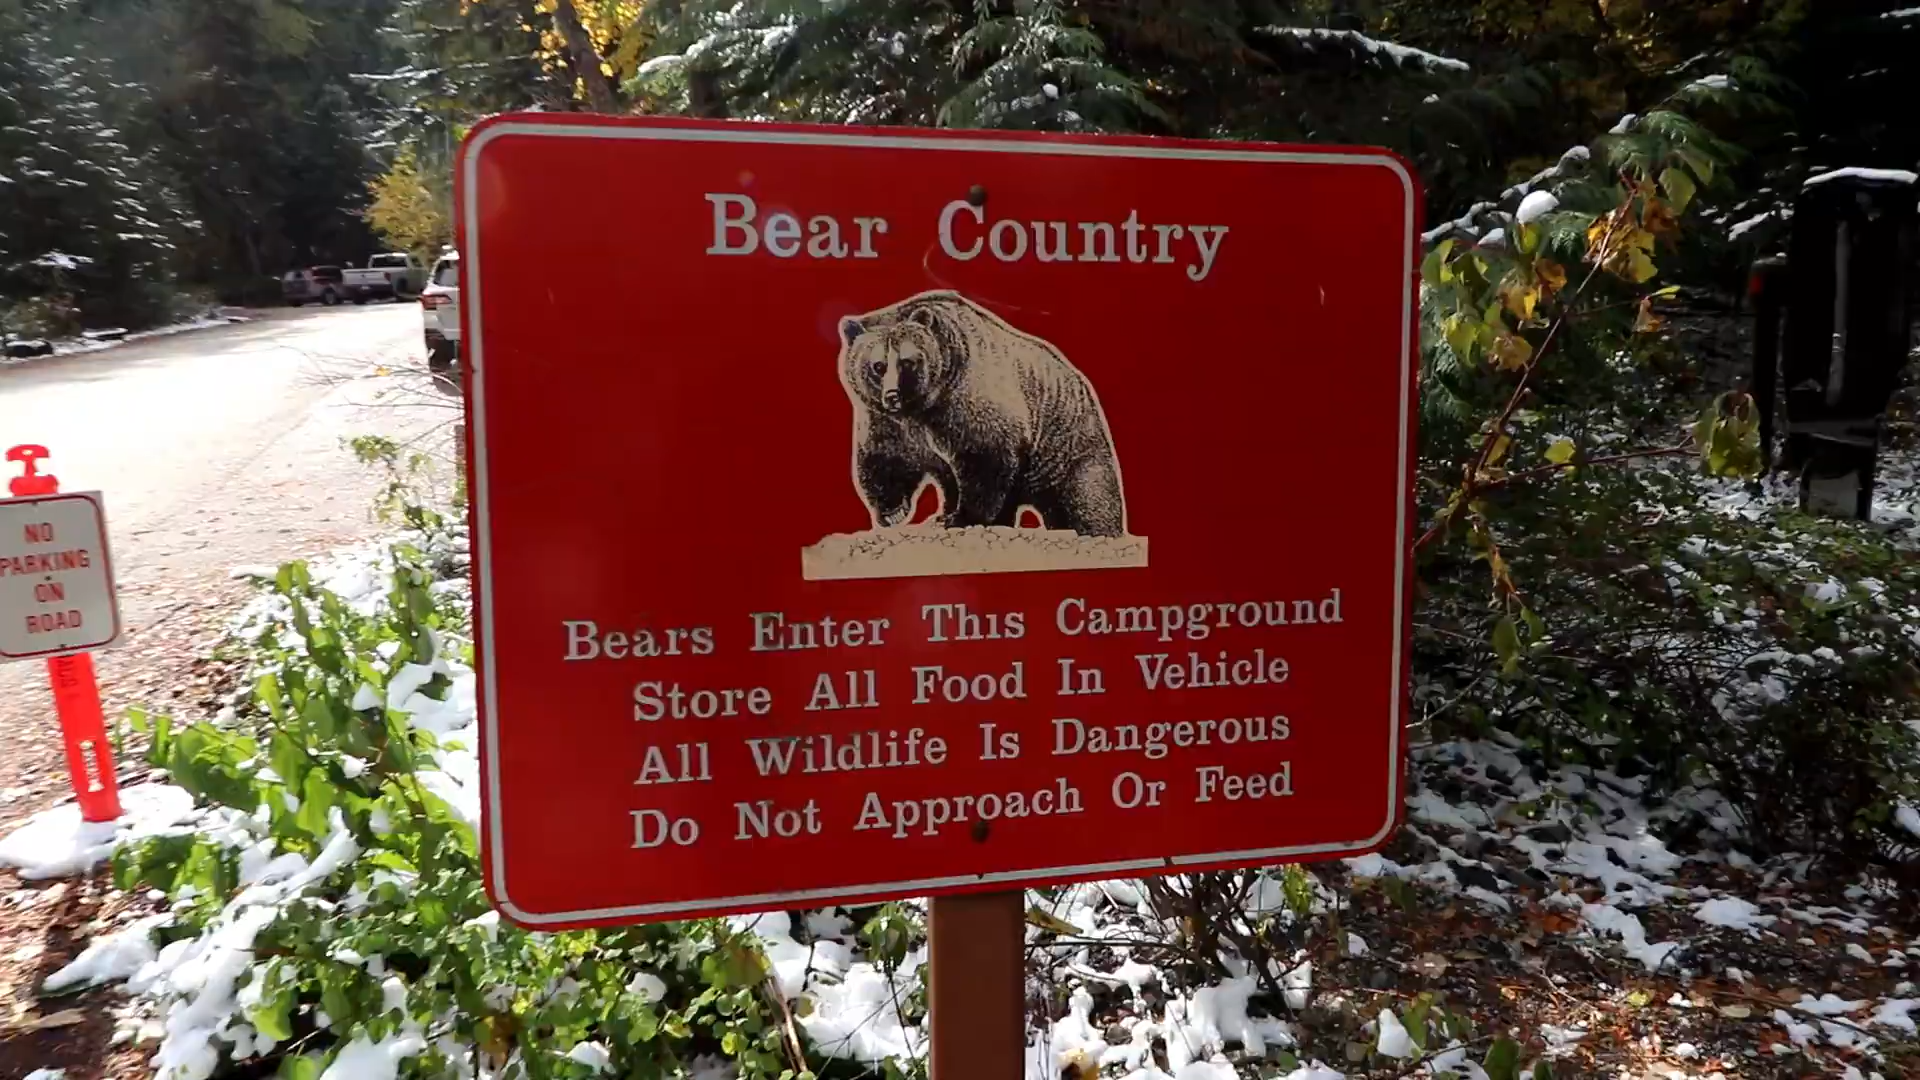 Bear Country
Bears Enter This Campground
Store All Food In Vehicle
All Wildlife Is Dangerous
Do Not Approach Or Feed
NO
PARKING
ON
ROAD